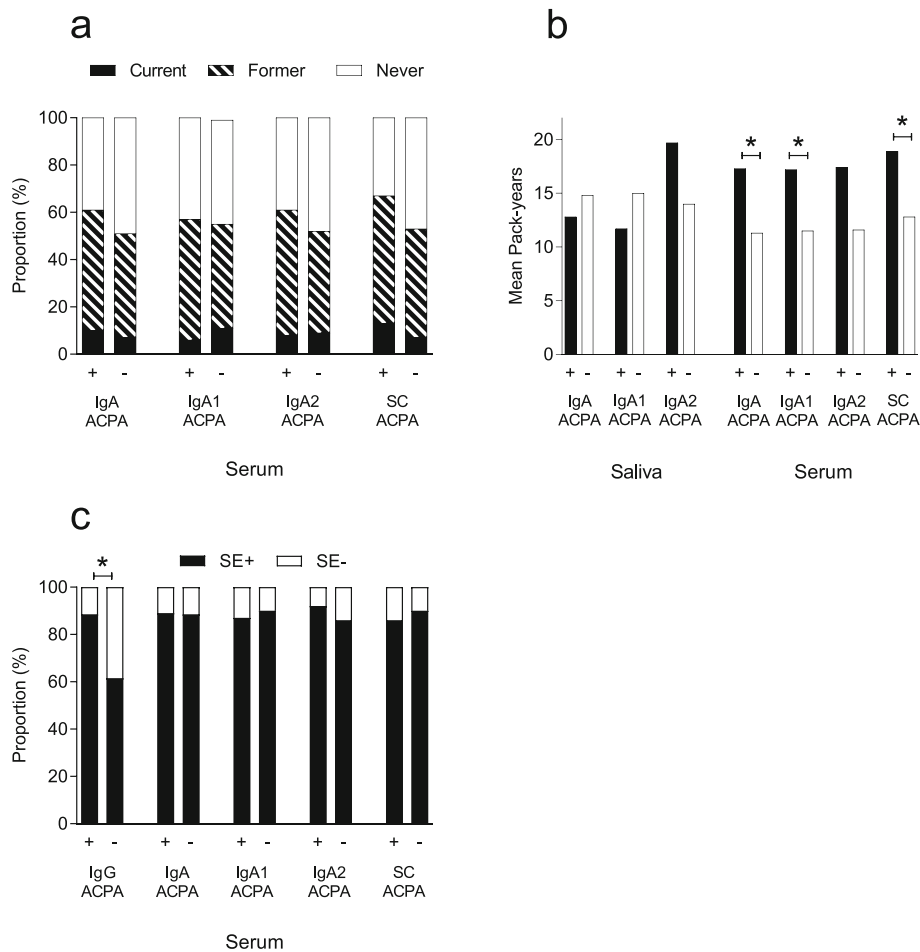 a
Current Former Never
100
80
60
40
20
0
Proportion (%)
+ - + - + - + -
IgA IgA1 IgA2 SC
ACPA ACPA ACPA ACPA
Serum
b
20
15
10
5
0
Mean Pack-years
* * *
+ - + - + - + - + - + - + -
IgA IgA1 IgA2 IgA IgA1 IgA2 SC
ACPA ACPA ACPA ACPA ACPA ACPA ACPA
Saliva Serum
c
SE+ SE-
*
100
80
60
40
20
0
Proportion (%)
+ - + - + - + - + -
IgG IgA IgA1 IgA2 SC
ACPA ACPA ACPA ACPA ACPA
Serum